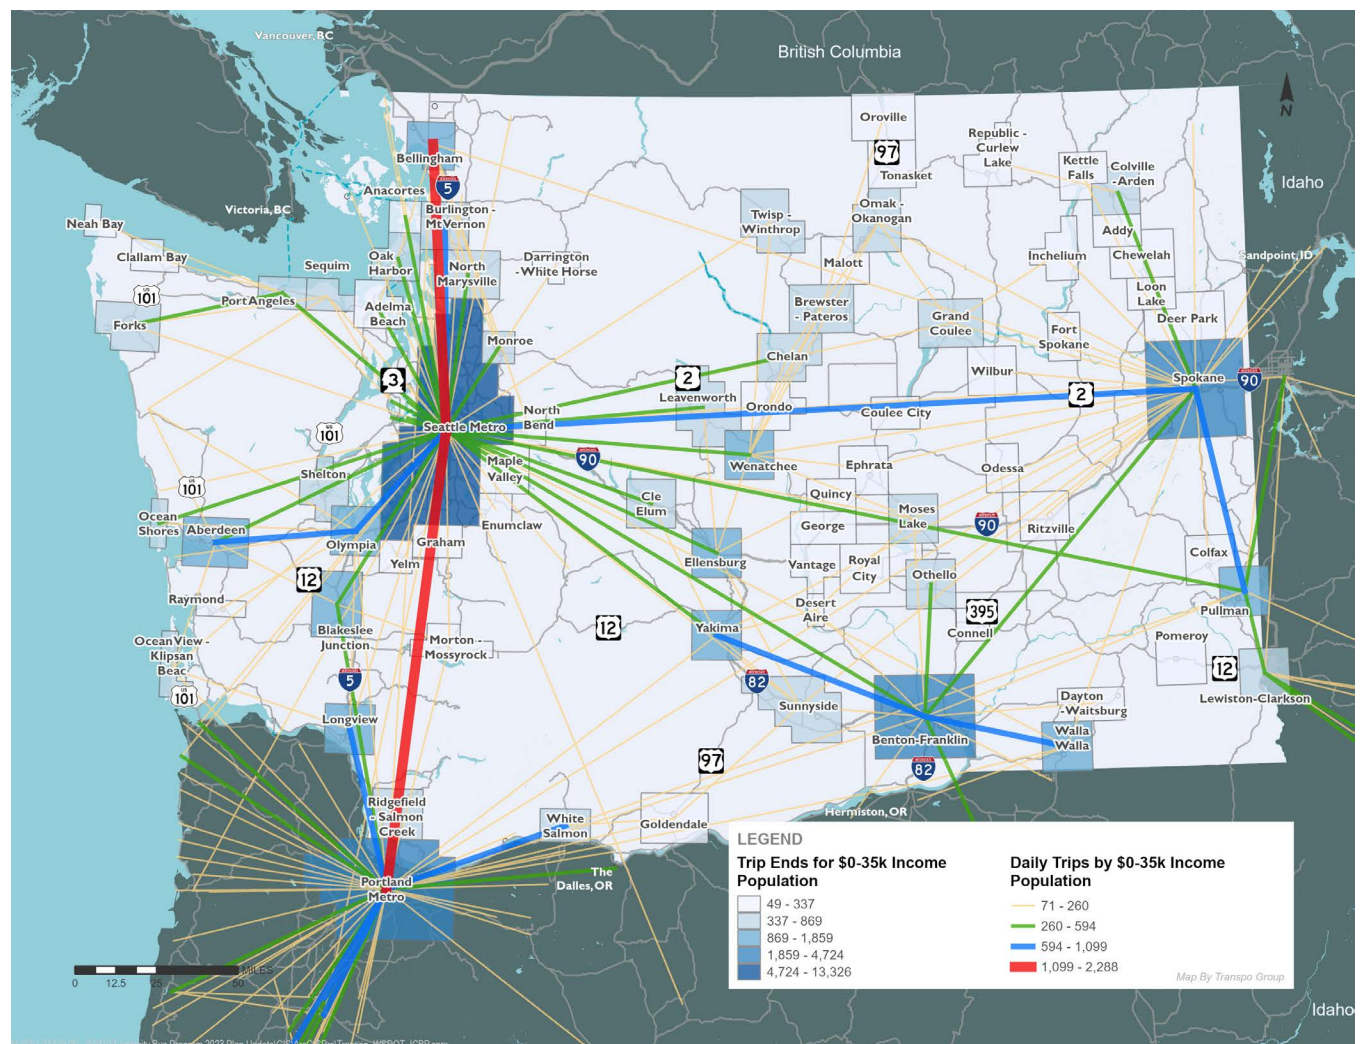 Vancouver, BC
British Columbia
N
Oroville
Republic -
Curlew
Lake
97
Tonasket
Kettle
Falls
Colville
-Arden
Idaho
Bellingham
5
Anacortes
Victoria, BC
Burlington -
Mt Vernon
Neah Bay
Twisp -
Winthrop
Omak -
Okanogan
Addy
Clallam Bay
Sequim
Oak
Harbor
North
Marysville
Darrington
-White Horse
Malott
Inchelium
Chewelah
Sandpoint, ID
US
101
Port Angeles
Adelma
Beach
Brewster
- Pateros
Grand
Coulee
Loon
Lake
Deer Park
Forks
Monroe
Chelan
Fort
Spokane
3
2
Wilbur
Spokane
90
2
Leavenworth
Orondo
Coulee City
101
Seattle Metro
North
Bend
90
Wenatchee
Ephrata
Odessa
Shelton
Maple
Valley
US
101
Cle
Elum
Quincy
Moses
Lake
90
Ritzville
Ocean
Shores
Aberdeen
Enumclaw
George
Olympia
Graham
Ellensburg
Vantage
Royal
City
Colfax
Yelm
Othello
12
Raymond
Desert
Aire
395
Pullman
Blakeslee
Junction
Morton -
Mossyrock
12
Yakima
Connell
Pomeroy
Ocean View -
Klipsan
Beac
5
82
12
US
101
Sunnyside
Dayton
-Waitsburg
Lewiston-Clarkson
Longview
Benton-Franklin
Walla
Walla
97
82
Ridgefield
- Salmon
Creek
White
Salmon
Goldendale
Hermiston, OR
The
Dalles, OR
Portland
Metro
LEGEND
Trip Ends for $0-35k Income
Population
49 - 337
337 - 869
869 - 1,859
1,859 - 4,724
4,724 - 13,326
Daily Trips by $0-35k Income
Population
71 - 260
260 - 594
594 - 1,099
1,099 - 2,288
Map By Transpo Group
MILES
0 12.5 25 50
Idaho